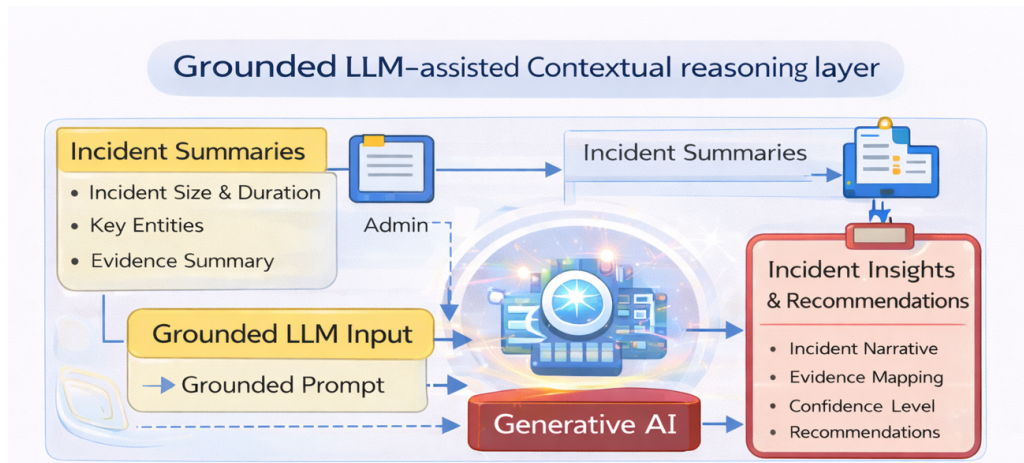 Grounded LLM-assisted Contextual reasoning layer
Incident Summaries
• Incident Size & Duration
• Key Entities
• Evidence Summary
Admin
Incident Summaries
Grounded LLM Input
Grounded Prompt
Generative AI
Incident Insights
& Recommendations
• Incident Narrative
• Evidence Mapping
• Confidence Level
• Recommendations